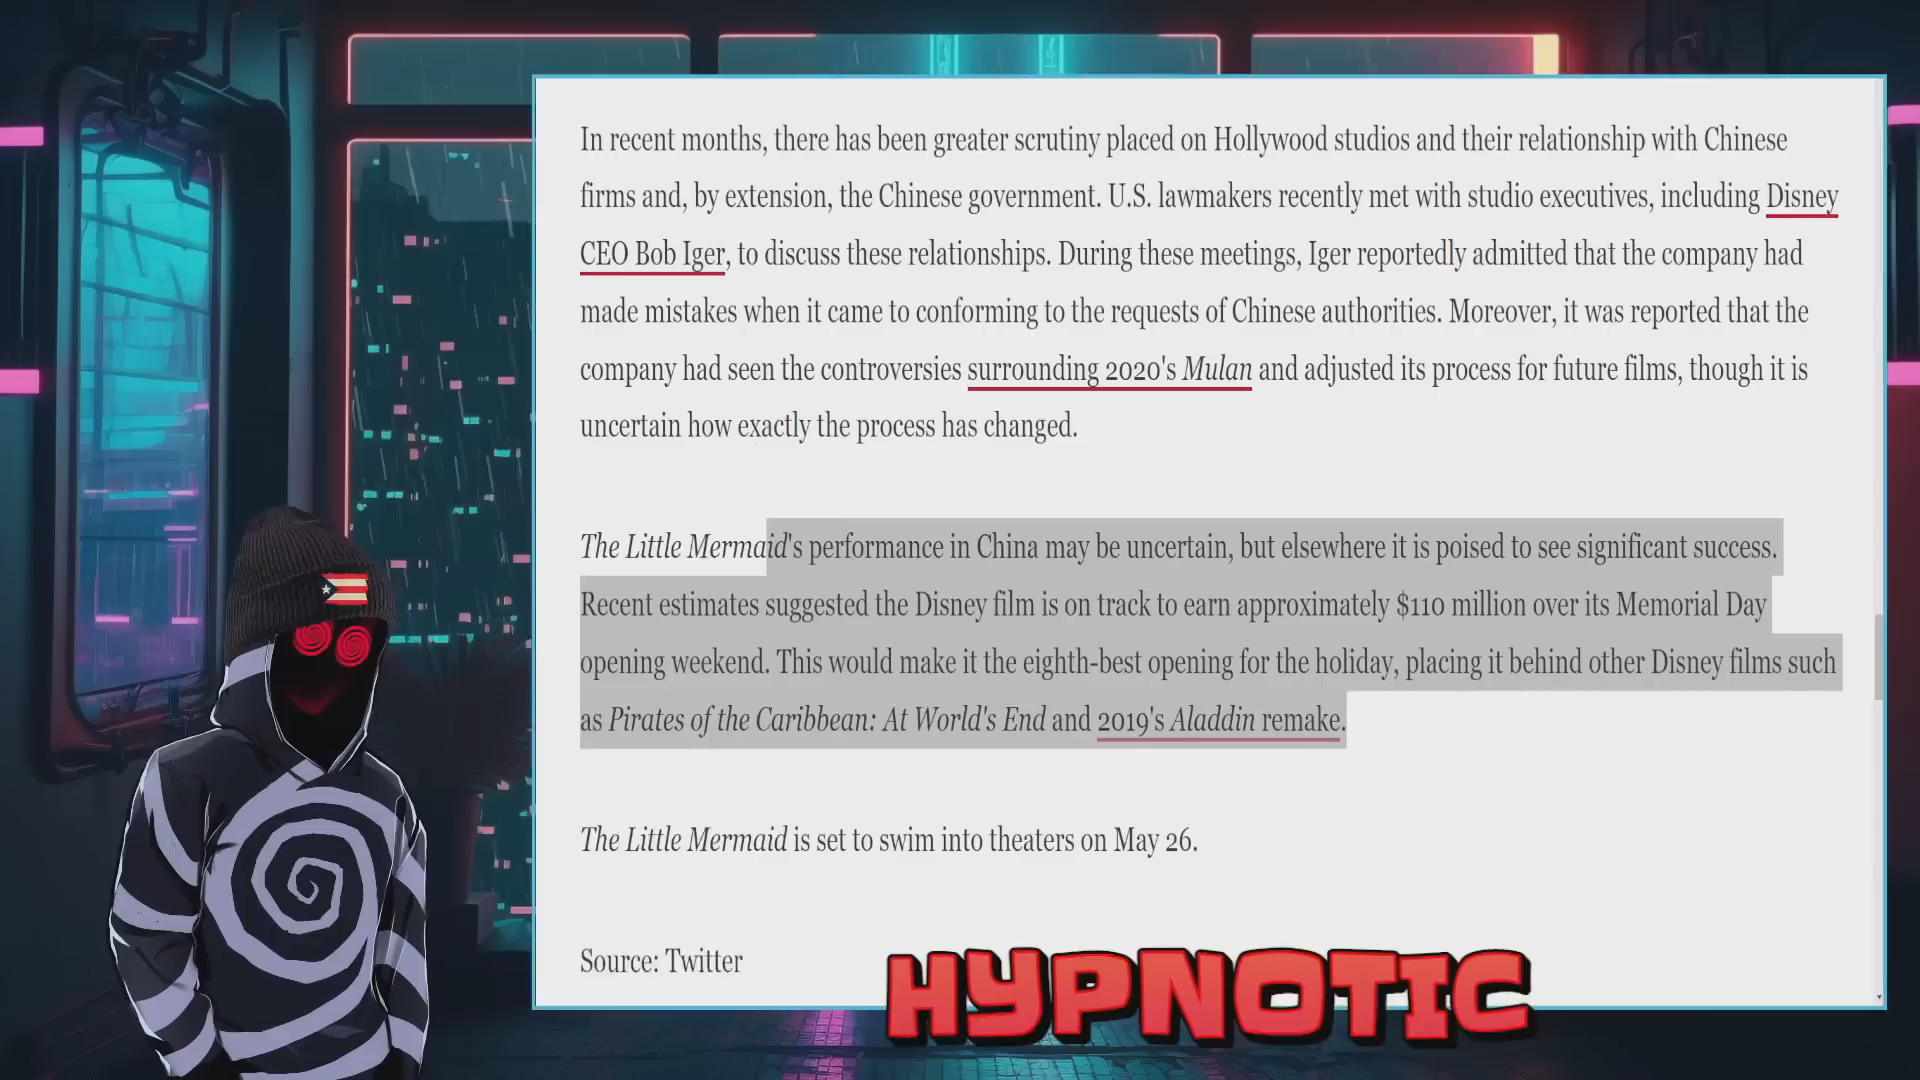 In recent months, there has been greater scrutiny placed on Hollywood studios and their relationship with Chinese
firms and, by extension, the Chinese government. U.S. lawmakers recently met with studio executives, including Disney
CEO Bob Iger, to discuss these relationships. During these meetings, Iger reportedly admitted that the company had
made mistakes when it came to conforming to the requests of Chinese authorities. Moreover, it was reported that the
company had seen the controversies surrounding 2020's Mulan and adjusted its process for future films, though it is
uncertain how exactly the process has changed.
The Little Mermaid's performance in China may be uncertain, but elsewhere it is poised to see significant success.
Recent estimates suggested the Disney film is on track to earn approximately $110 million over its Memorial Day
opening weekend. This would make it the eighth-best opening for the holiday, placing it behind other Disney films such
as Pirates of the Caribbean: At World's End and 2019's Aladdin remake.
The Little Mermaid is set to swim into theaters on May 26.
Source: Twitter
HYPNOTIC